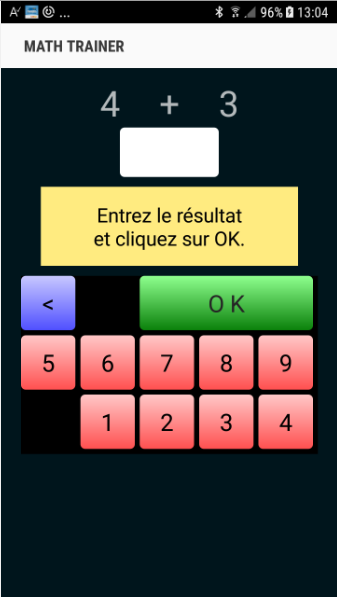 96% 13:04
MATH TRAINER
4 + 3
Entrez le résultat
et cliquez sur OK.
< OK
5 6 7 8 9
1 2 3 4